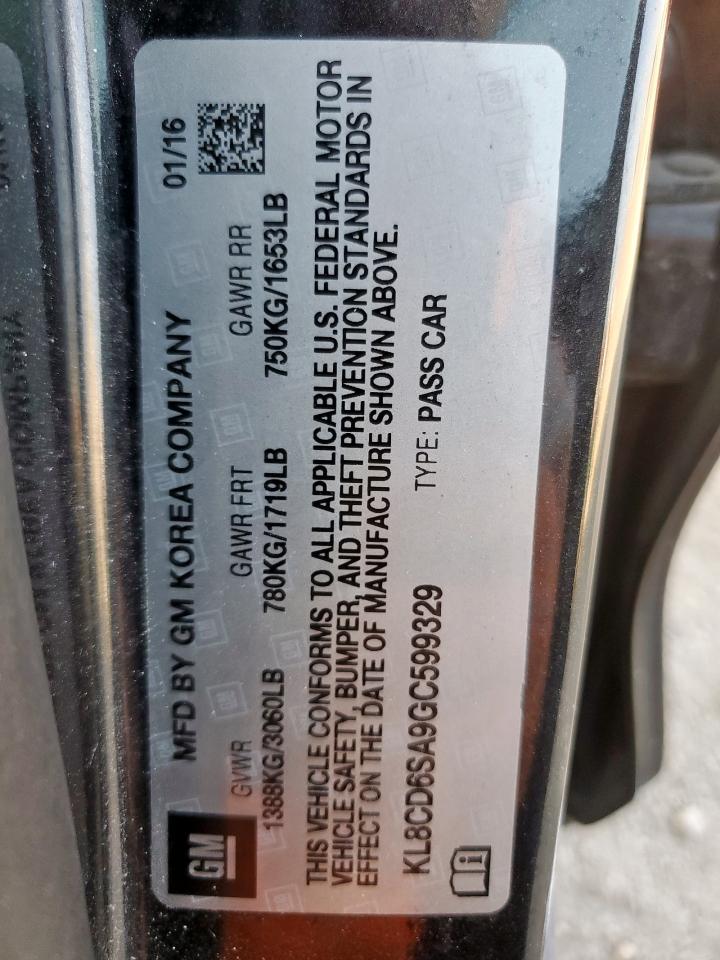 GM
MFD BY GM KOREA COMPANY 01/16
GVWR GAWR FRT GAWR RR
1388KG/3060LB 780KG/1719LB 750KG/1653LB
THIS VEHICLE CONFORMS TO ALL APPLICABLE U.S. FEDERAL MOTOR
VEHICLE SAFETY, BUMPER, AND THEFT PREVENTION STANDARDS IN
EFFECT ON THE DATE OF MANUFACTURE SHOWN ABOVE.
KL8CD6SA9GC599329 TYPE: PASS CAR